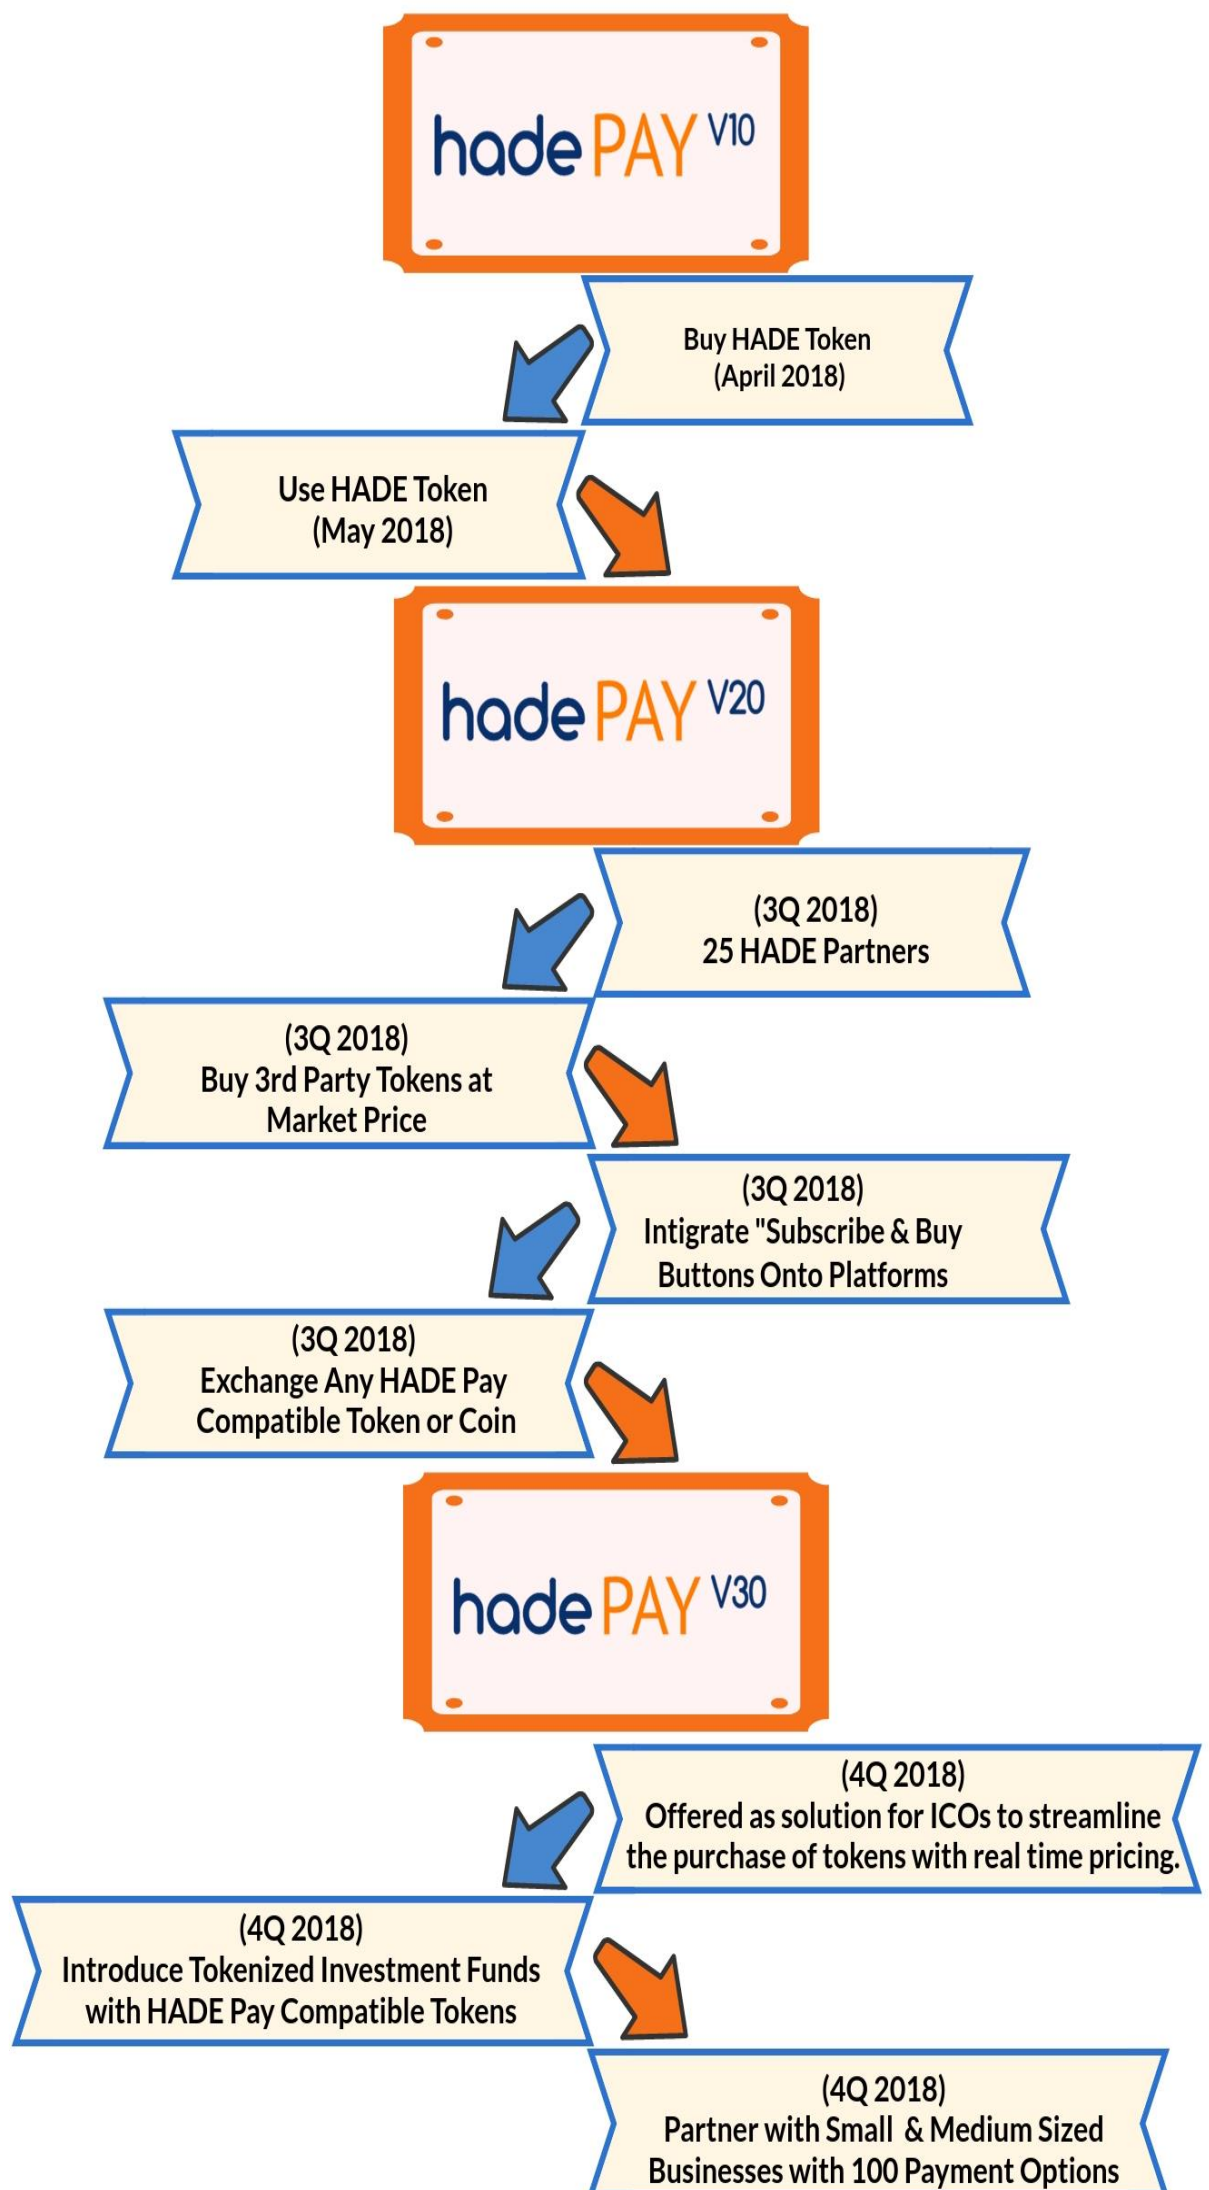 hade PAY V10
Buy HADE Token
(April 2018)
Use HADE Token
(May 2018)
hade PAY V20
(3Q 2018)
25 HADE Partners
(3Q 2018)
Buy 3rd Party Tokens at
Market Price
(3Q 2018)
Intigrate "Subscribe & Buy
Buttons Onto Platforms
(3Q 2018)
Exchange Any HADE Pay
Compatible Token or Coin
hade PAY V30
(4Q 2018)
Offered as solution for ICOs to streamline
the purchase of tokens with real time pricing.
(4Q 2018)
Introduce Tokenized Investment Funds
with HADE Pay Compatible Tokens
(4Q 2018)
Partner with Small & Medium Sized
Businesses with 100 Payment Options